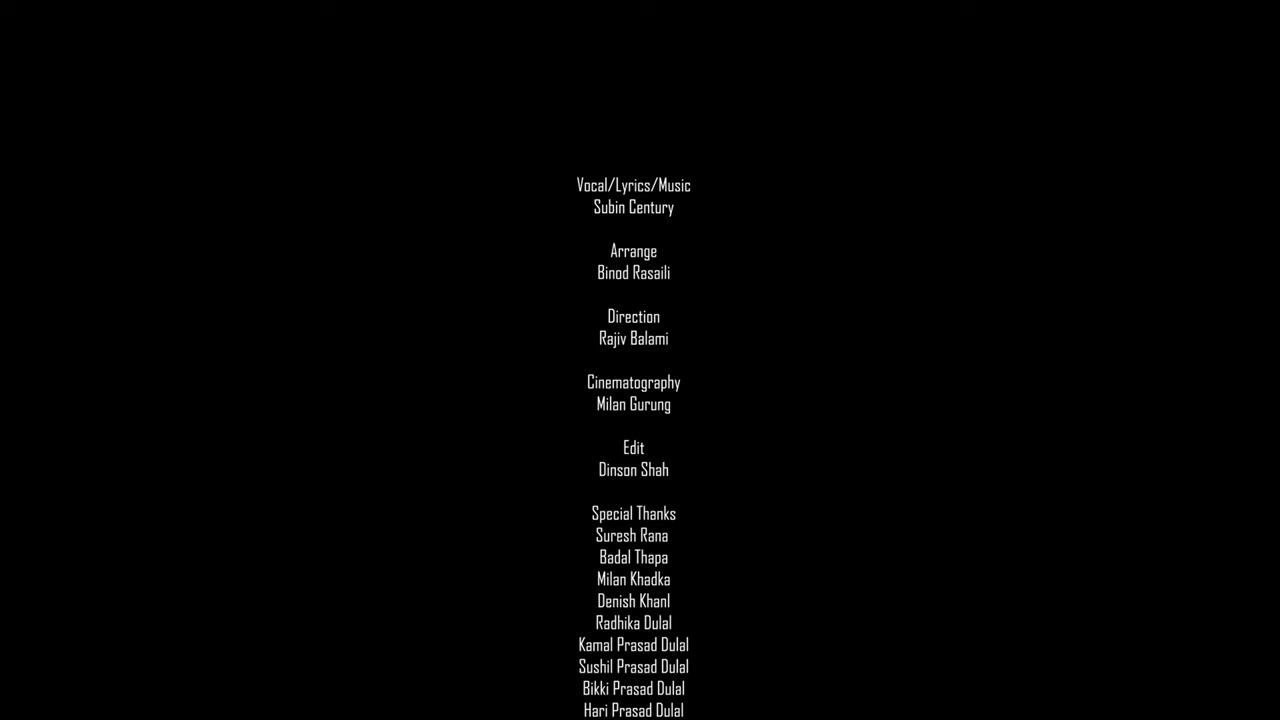 Vocal/Lyrics/Music
Subin Century
Arrange
Binod Rasaili
Direction
Rajiv Balami
Cinematography
Milan Gurung
Edit
Dinson Shah
Special Thanks
Suresh Rana
Badal Thapa
Milan Khadka
Denish Khanl
Radhika Dulal
Kamal Prasad Dulal
Sushil Prasad Dulal
Bikki Prasad Dulal
Hari Prasad Dulal